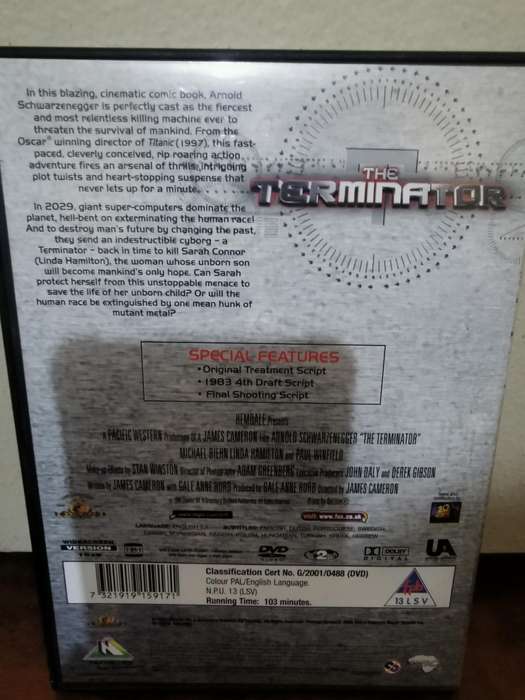 In this blazing, cinematic comic book, Arnold
Schwarzenegger is perfectly cast as the fiercest
and most relentless killing machine ever to
threaten the survival of mankind. From the
Oscar® winning director of Titanic (1997), this fast-
paced, cleverly conceived, rip roaring action
adventure fires an arsenal of thrills, intriguing
plot twists and heart-stopping suspense that
never lets up for a minute.
THE
TERMINATOR
In 2029, giant super-computers dominate the
planet, hell-bent on exterminating the human race!
And to destroy man's future by changing the past,
they send an indestructible cyborg – a
Terminator – back in time to kill Sarah Connor
(Linda Hamilton), the woman whose unborn son
will become mankind's only hope. Can Sarah
protect herself from this unstoppable menace to
save the life of her unborn child? Or will the
human race be extinguished by one mean hunk of
mutant metal?
SPECIAL FEATURES
• Original Treatment Script
• 1983 4th Draft Script
• Final Shooting Script
HEMDALE Presents
A PACIFIC WESTERN Production Of A JAMES CAMERON Film ARNOLD SCHWARZENEGGER "THE TERMINATOR"
MICHAEL BIEHN LINDA HAMILTON and PAUL WINFIELD
Make-up Effects by STAN WINSTON Director of Photography ADAM GREENBERG Executive Producers JOHN DALY and DEREK GIBSON
Written by JAMES CAMERON with GALE ANNE HURD Produced by GALE ANNE HURD Directed by JAMES CAMERON
visit: www.fox.co.uk
WIDESCREEN
VERSION
DVD
VIDEO
2
DOLBY
DIGITAL
UA
7 321919 159171
Classification Cert No. G/2001/0488 (DVD)
Colour PAL/English Language.
N.P.U. 13 (LSV)
Running Time: 103 minutes.
13 L S V